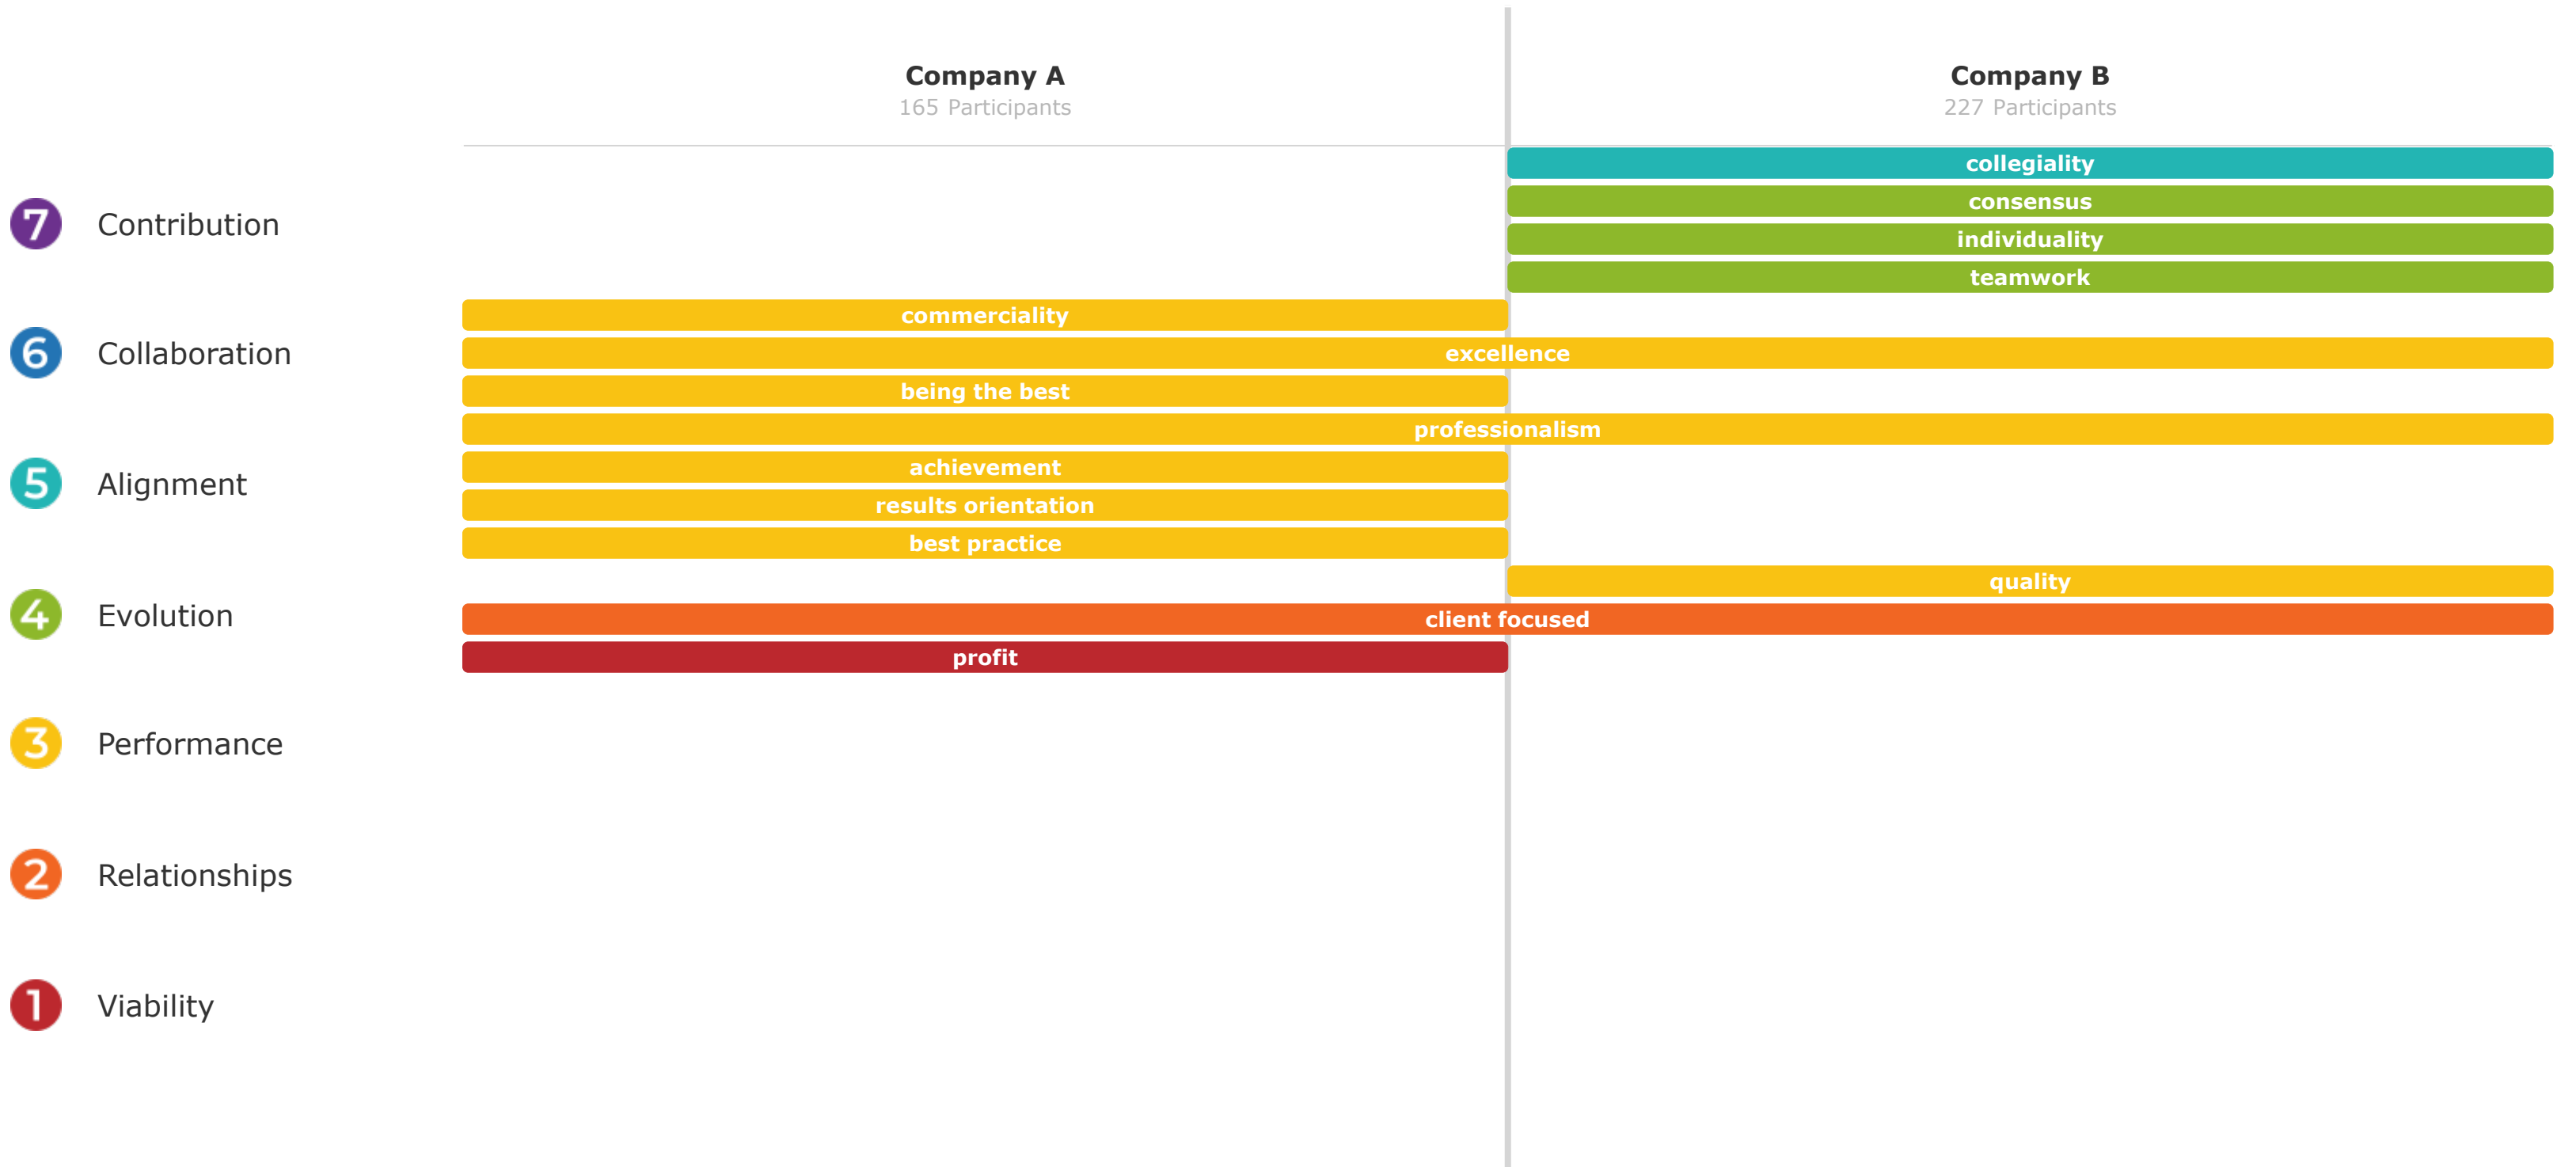 Company A
165 Participants
Company B
227 Participants
7 Contribution
6 Collaboration
5 Alignment
4 Evolution
3 Performance
2 Relationships
1 Viability
collegiality
consensus
individuality
teamwork
commerciality
excellence
being the best
professionalism
achievement
results orientation
best practice
quality
client focused
profit